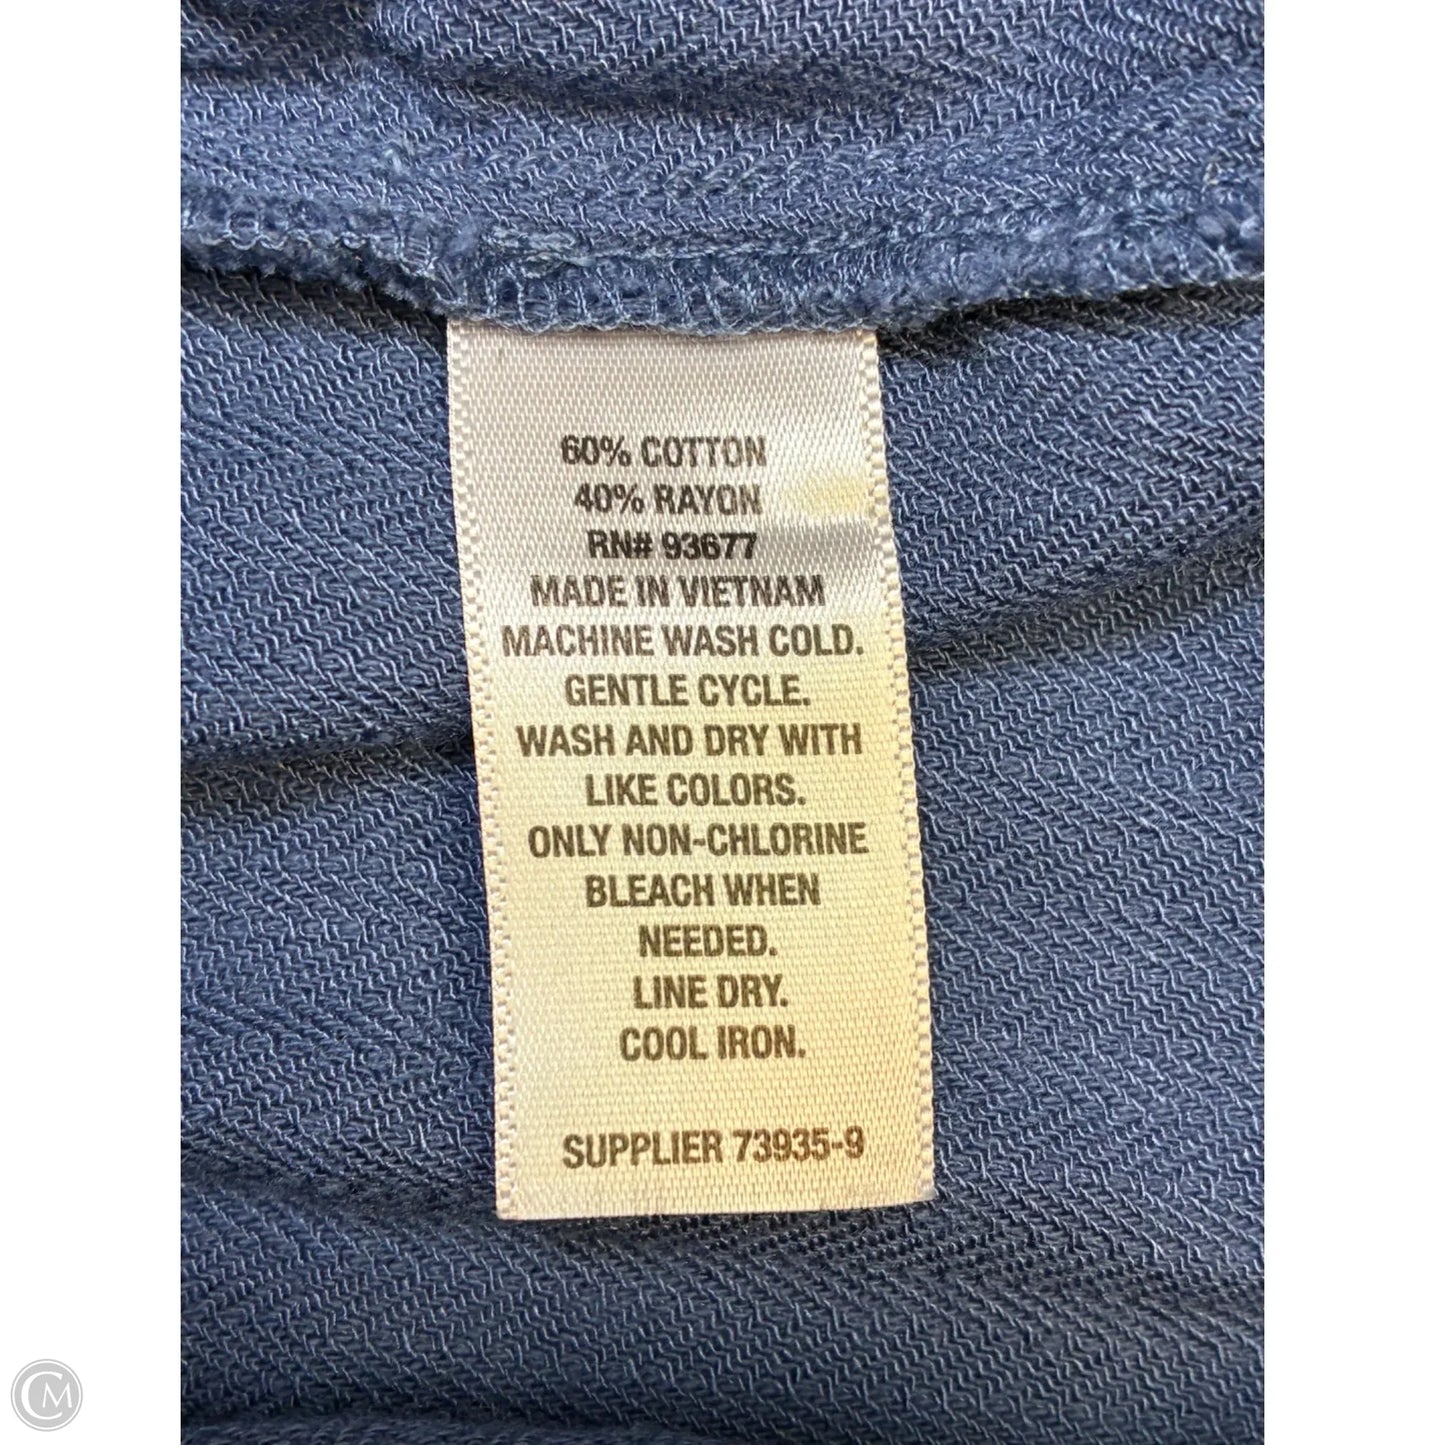 60% COTTON
40% RAYON
RN# 93677
MADE IN VIETNAM
MACHINE WASH COLD.
GENTLE CYCLE.
WASH AND DRY WITH
LIKE COLORS.
ONLY NON-CHLORINE
BLEACH WHEN
NEEDED.
LINE DRY.
COOL IRON.
SUPPLIER 73935-9
CM